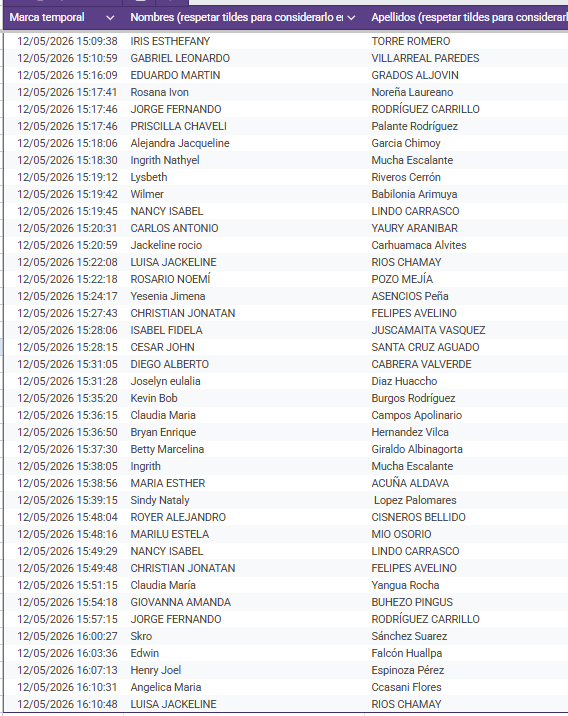 Marca temporal Nombres (respetar tildes para considerarlo e Apellidos (respetar tildes para considerarl
12/05/2026 15:09:38 IRIS ESTHEFANY TORRE ROMERO
12/05/2026 15:10:59 GABRIEL LEONARDO VILLARREAL PAREDES
12/05/2026 15:16:09 EDUARDO MARTIN GRADOS ALJOVIN
12/05/2026 15:17:41 Rosana Ivon Noreña Laureano
12/05/2026 15:17:46 JORGE FERNANDO RODRÍGUEZ CARRILLO
12/05/2026 15:17:46 PRISCILLA CHAVELI Palante Rodríguez
12/05/2026 15:18:06 Alejandra Jacqueline Garcia Chimoy
12/05/2026 15:18:30 Ingrith Nathyel Mucha Escalante
12/05/2026 15:19:12 Lysbeth Riveros Cerrón
12/05/2026 15:19:42 Wilmer Babilonia Arimuya
12/05/2026 15:19:45 NANCY ISABEL LINDO CARRASCO
12/05/2026 15:20:31 CARLOS ANTONIO YAURY ARANIBAR
12/05/2026 15:20:59 Jackeline rocio Carhuamaca Alvites
12/05/2026 15:22:08 LUISA JACKELINE RIOS CHAMAY
12/05/2026 15:22:18 ROSARIO NOEMÍ POZO MEJÍA
12/05/2026 15:24:17 Yesenia Jimena ASENCIOS Peña
12/05/2026 15:27:43 CHRISTIAN JONATAN FELIPES AVELINO
12/05/2026 15:28:06 ISABEL FIDELA JUSCAMAITA VASQUEZ
12/05/2026 15:28:15 CESAR JOHN SANTA CRUZ AGUADO
12/05/2026 15:31:05 DIEGO ALBERTO CABRERA VALVERDE
12/05/2026 15:31:28 Joselyn eulalia Diaz Huaccho
12/05/2026 15:35:20 Kevin Bob Burgos Rodríguez
12/05/2026 15:36:15 Claudia Maria Campos Apolinario
12/05/2026 15:36:50 Bryan Enrique Hernandez Vilca
12/05/2026 15:37:30 Betty Marcelina Giraldo Albinagorta
12/05/2026 15:38:05 Ingrith Mucha Escalante
12/05/2026 15:38:56 MARIA ESTHER ACUÑA ALDAVA
12/05/2026 15:39:15 Sindy Nataly Lopez Palomares
12/05/2026 15:48:04 ROYER ALEJANDRO CISNEROS BELLIDO
12/05/2026 15:48:16 MARILU ESTELA MIO OSORIO
12/05/2026 15:49:29 NANCY ISABEL LINDO CARRASCO
12/05/2026 15:49:48 CHRISTIAN JONATAN FELIPES AVELINO
12/05/2026 15:51:15 Claudia María Yangua Rocha
12/05/2026 15:54:18 GIOVANNA AMANDA BUHEZO PINGUS
12/05/2026 15:57:15 JORGE FERNANDO RODRÍGUEZ CARRILLO
12/05/2026 16:00:27 Skro Sánchez Suarez
12/05/2026 16:03:36 Edwin Falcón Huallpa
12/05/2026 16:07:13 Henry Joel Espinoza Pérez
12/05/2026 16:10:31 Angelica Maria Ccasani Flores
12/05/2026 16:10:48 LUISA JACKELINE RIOS CHAMAY